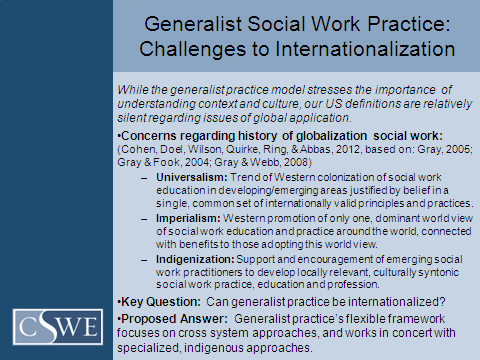 Generalist Social Work Practice:
Challenges to Internationalization
While the generalist practice model stresses the importance of
understanding context and culture, our US definitions are relatively
silent regarding issues of global application.
•Concerns regarding history of globalization social work:
(Cohen, Doel, Wilson, Quirke, Ring, & Abbas, 2012, based on: Gray, 2005;
Gray & Fook, 2004; Gray & Webb, 2008)
– Universalism: Trend of Western colonization of social work
education in developing/emerging areas justified by belief in a
single, common set of internationally valid principles and practices.
– Imperialism: Western promotion of only one, dominant world view
of social work education and practice around the world, connected
with benefits to those adopting this world view.
– Indigenization: Support and encouragement of emerging social
work practitioners to develop locally relevant, culturally syntonic
social work practice, education and profession.
•Key Question: Can generalist practice be internationalized?
•Proposed Answer: Generalist practice's flexible framework
focuses on cross system approaches, and works in concert with
specialized, indigenous approaches.
CSWE